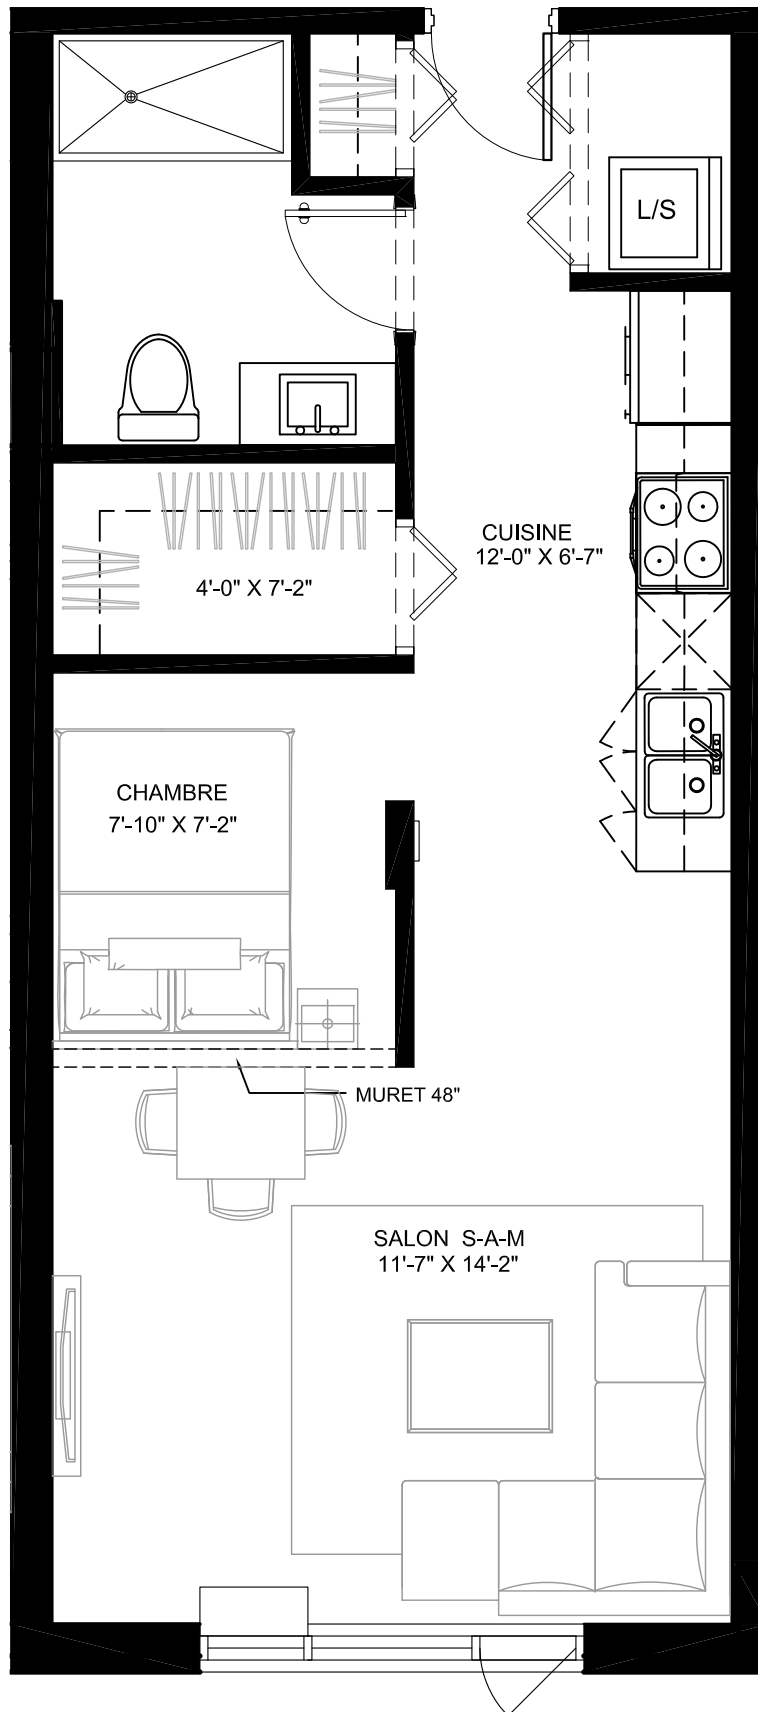 L/S
CUISINE
12'-0" X 6'-7"
4'-0" X 7'-2"
CHAMBRE
7'-10" X 7'-2"
MURET 48"
SALON S-A-M
11'-7" X 14'-2"